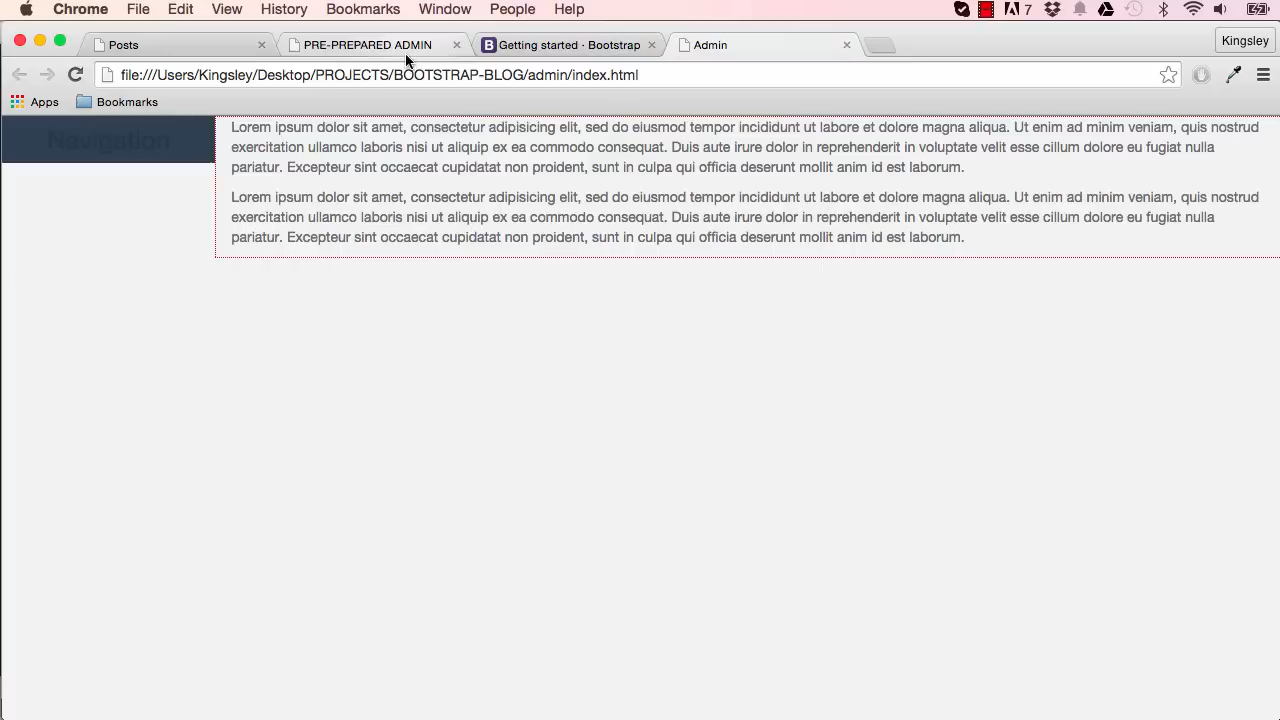 Chrome File Edit View History Bookmarks Window People Help 7
Posts PRE-PREPARED ADMIN Getting started · Bootstrap Admin Kingsley
file:///Users/Kingsley/Desktop/PROJECTS/BOOTSTRAP-BLOG/admin/index.html
Apps Bookmarks
Navigation
Lorem ipsum dolor sit amet, consectetur adipisicing elit, sed do eiusmod tempor incididunt ut labore et dolore magna aliqua. Ut enim ad minim veniam, quis nostrud
exercitation ullamco laboris nisi ut aliquip ex ea commodo consequat. Duis aute irure dolor in reprehenderit in voluptate velit esse cillum dolore eu fugiat nulla
pariatur. Excepteur sint occaecat cupidatat non proident, sunt in culpa qui officia deserunt mollit anim id est laborum.
Lorem ipsum dolor sit amet, consectetur adipisicing elit, sed do eiusmod tempor incididunt ut labore et dolore magna aliqua. Ut enim ad minim veniam, quis nostrud
exercitation ullamco laboris nisi ut aliquip ex ea commodo consequat. Duis aute irure dolor in reprehenderit in voluptate velit esse cillum dolore eu fugiat nulla
pariatur. Excepteur sint occaecat cupidatat non proident, sunt in culpa qui officia deserunt mollit anim id est laborum.